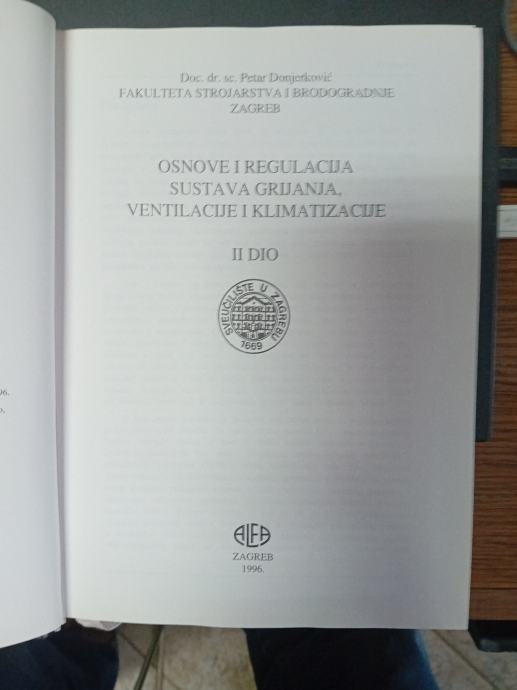 Doc. dr. sc. Petar Donjerković
FAKULTETA STROJARSTVA I BRODOGRADNJE
ZAGREB
OSNOVE I REGULACIJA
SUSTAVA GRIJANJA,
VENTILACIJE I KLIMATIZACIJE
II DIO
SVEUČILIŠTE U ZAGREBU
1669
ALFA
ZAGREB
1996.
96.